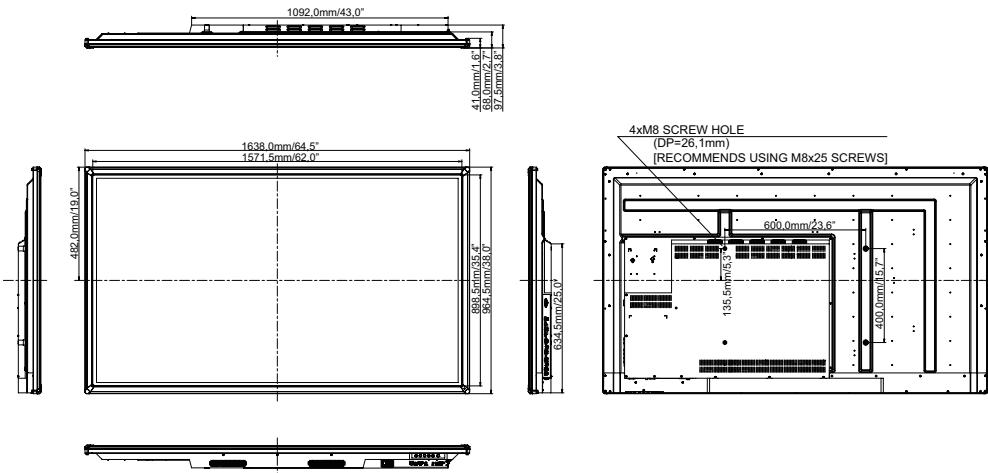 1092,0mm/43,0"
41,0mm/1,6"
68,0mm/2,7"
97,5mm/3,8"
1638,0mm/64,5"
1571,5mm/62,0"
482,0mm/19,0"
898,5mm/35,4"
964,5mm/38,0"
634,5mm/25,0"
4xM8 SCREW HOLE
(DP=26,1mm)
[RECOMMENDS USING M8x25 SCREWS]
600,0mm/23,6"
135,5mm/5,3"
400,0mm/15,7"